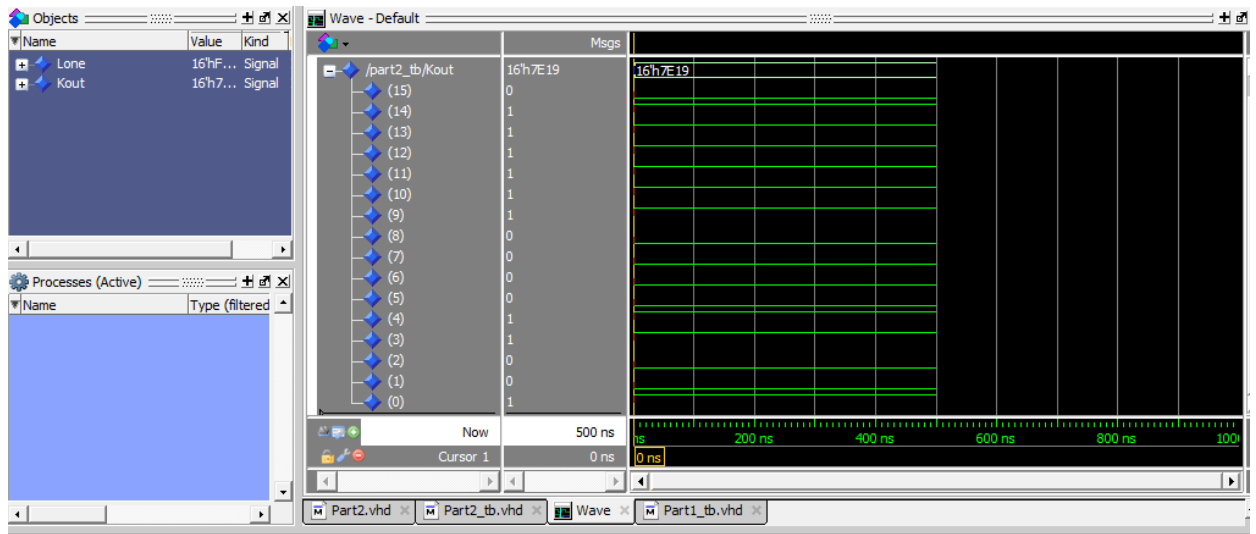 Objects
Name Value Kind
Lone 16'hF... Signal
Kout 16'h7... Signal
Processes (Active)
Name Type (filtered
Wave - Default
Msgs
/part2_tb/Kout 16'h7E19 16'h7E19
(15) 0
(14) 1
(13) 1
(12) 1
(11) 1
(10) 1
(9) 1
(8) 0
(7) 0
(6) 0
(5) 0
(4) 1
(3) 1
(2) 0
(1) 0
(0) 1
Now 500 ns ns 200 ns 400 ns 600 ns 800 ns 100
Cursor 1 0 ns 0 ns
Part2.vhd Part2_tb.vhd Wave Part1_tb.vhd